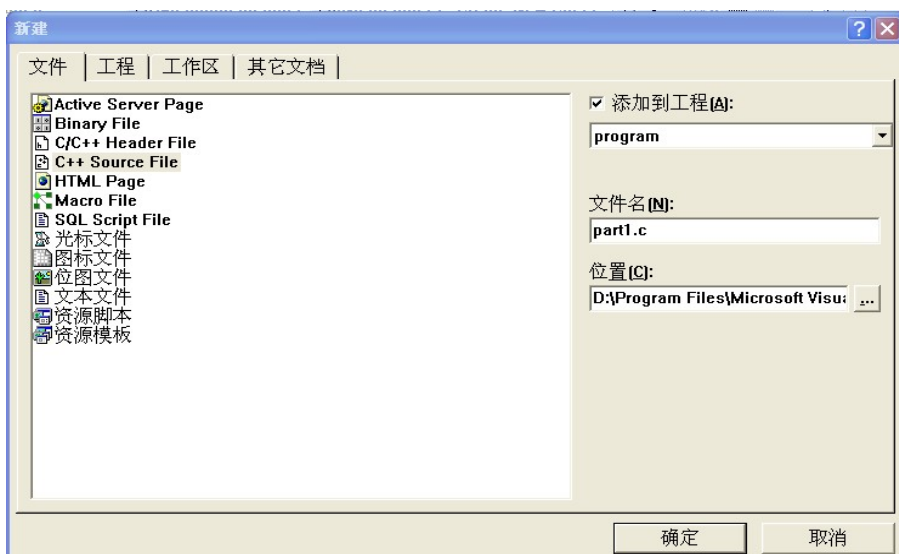 新建
文件 工程 工作区 其它文档
Active Server Page
Binary File
C/C++ Header File
C++ Source File
HTML Page
Macro File
SQL Script File
光标文件
图标文件
位图文件
文本文件
资源脚本
资源模板
添加到工程(A):
program
文件名(N):
part1.c
位置(C):
D:\Program Files\Microsoft Visu
...
确定 取消